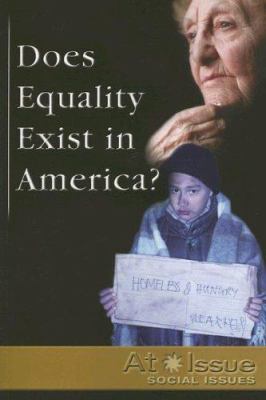 Does
Equality
Exist in
America?
HOMELESS & HUNGRY
At Issue
SOCIAL ISSUES